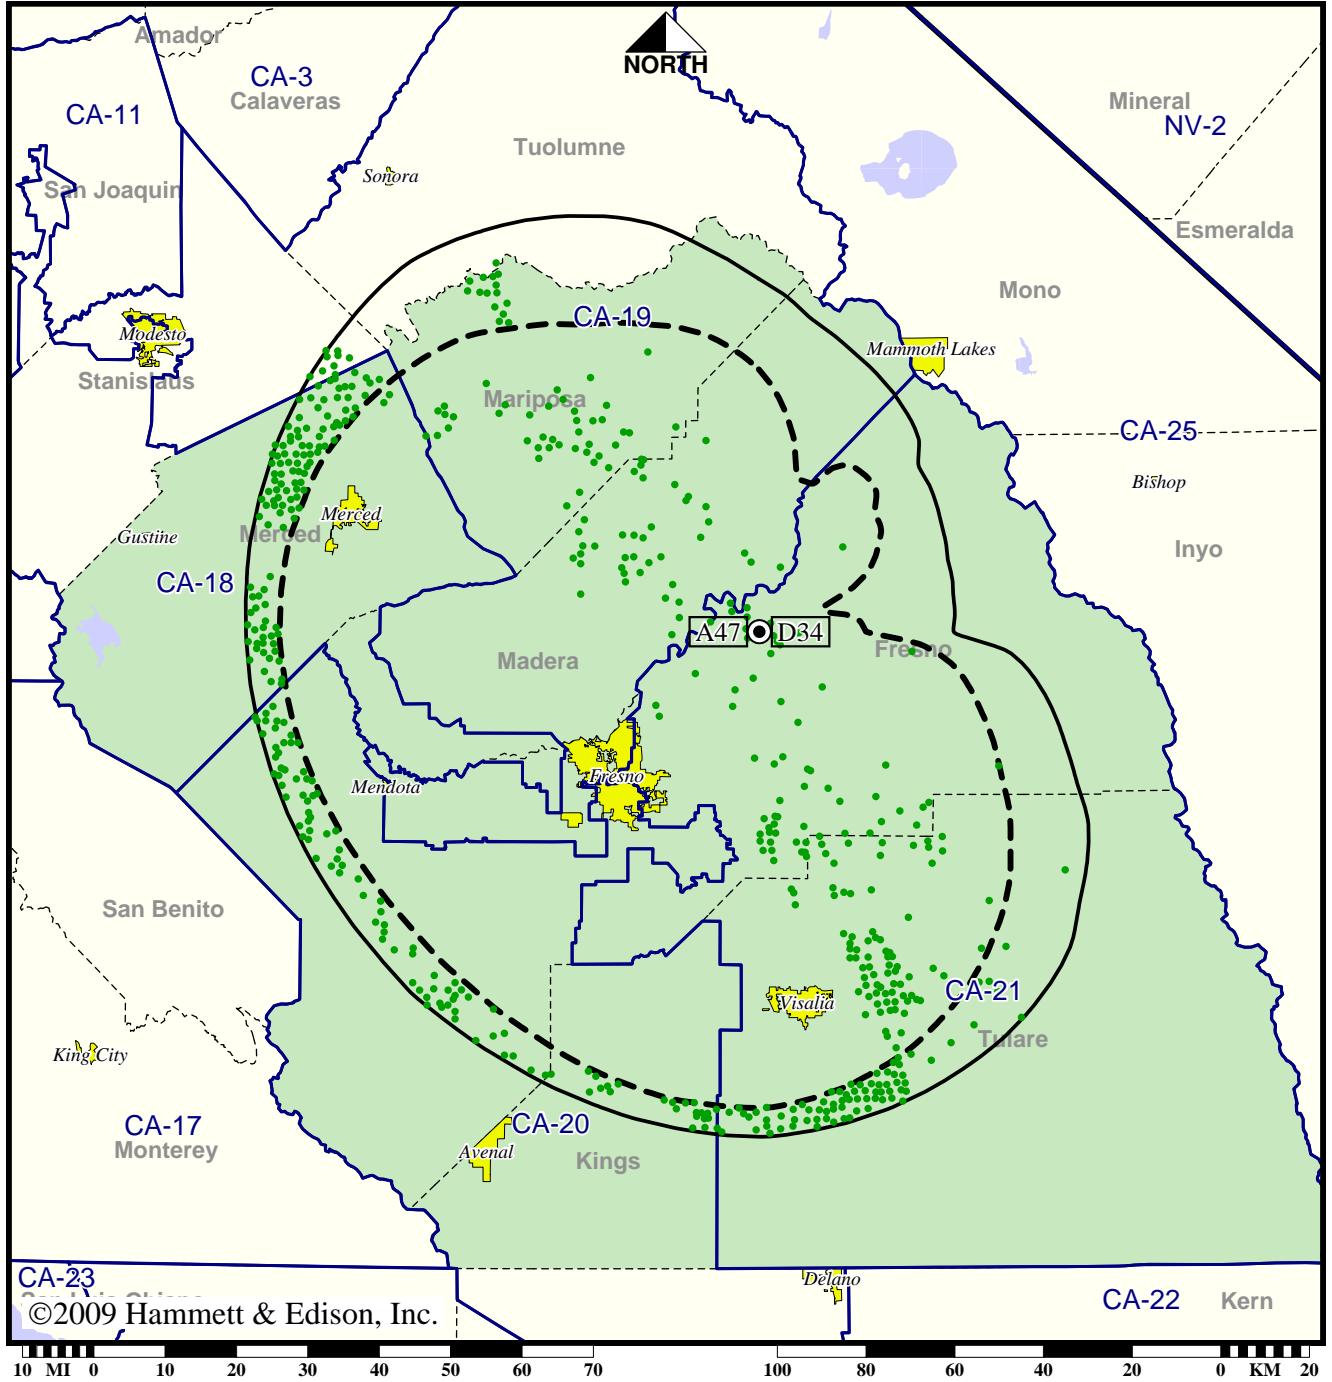 Amador
CA-3
Calaveras
NORTH
Mineral
NV-2
CA-11
Tuolumne
Sonora
San Joaquin
Esmeralda
Mono
CA-19
Modesto
Mammoth Lakes
Stanislaus
Mariposa
CA-25
Bishop
Merced
Merced
Gustine
Inyo
CA-18
A47 D34
Madera
Fresno
Fresno
Mendota
San Benito
CA-21
Visalia
Tulare
King City
CA-17
CA-20
Monterey
Avenal
Kings
CA-23
Delano
CA-22
Kern
San Luis Obispo
©2009 Hammett & Edison, Inc.
10 MI 0 10 20 30 40 50 60 70 100 80 60 40 20 0 KM 20